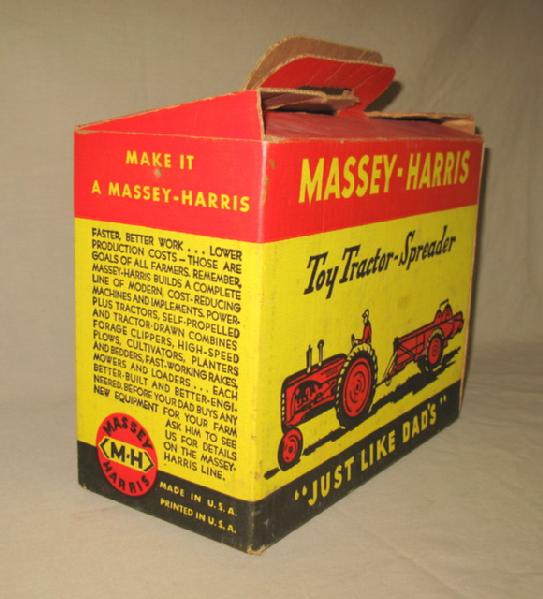 MAKE IT
A MASSEY-HARRIS
FASTER, BETTER WORK... LOWER
PRODUCTION COSTS - THOSE ARE
GOALS OF ALL FARMERS. REMEMBER,
MASSEY-HARRIS BUILDS A COMPLETE
LINE OF MODERN, COST-REDUCING
MACHINES AND IMPLEMENTS. POWER-
PLUS TRACTORS, SELF-PROPELLED
AND TRACTOR-DRAWN COMBINES
FORAGE CLIPPERS, HIGH-SPEED
PLOWS, CULTIVATORS, PLANTERS
AND BEDDERS, FAST-WORKING RAKES,
MOWERS AND LOADERS... EACH
BETTER-BUILT AND BETTER-ENGI-
NEERED. BEFORE YOUR DAD BUYS ANY
NEW EQUIPMENT FOR YOUR FARM
ASK HIM TO SEE
US FOR DETAILS
ON THE MASSEY-
HARRIS LINE.
MASSEY
M-H
HARRIS
MADE IN U.S.A.
PRINTED IN U.S.A.
MASSEY-HARRIS
Toy Tractor-Spreader
"JUST LIKE DAD'S"